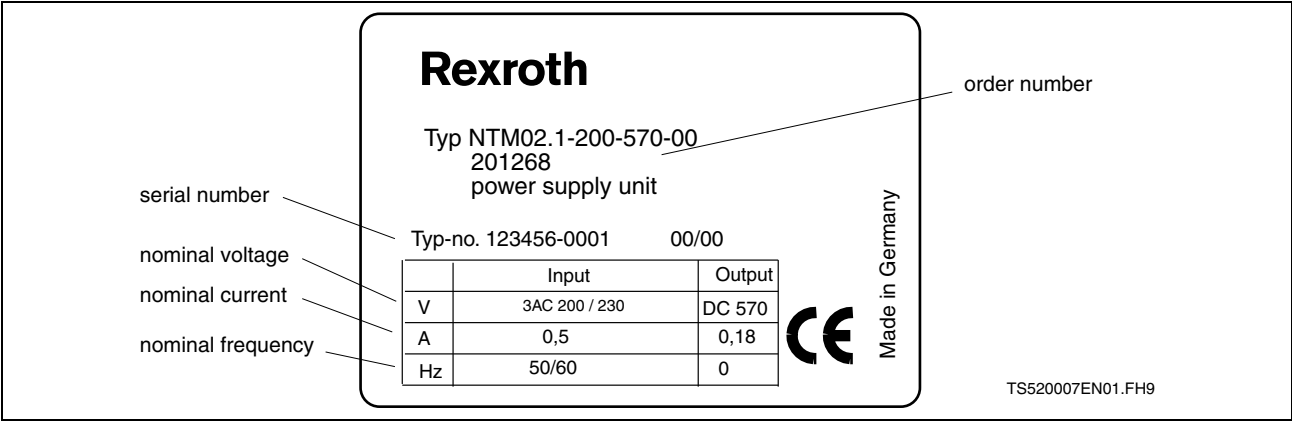 Rexroth
order number
Typ NTM02.1-200-570-00
201268
power supply unit
serial number
Typ-no. 123456-0001 00/00
nominal voltage
nominal current
nominal frequency
Input Output
V 3AC 200 / 230 DC 570
A 0,5 0,18
Hz 50/60 0
CE
Made in Germany
TS520007EN01.FH9